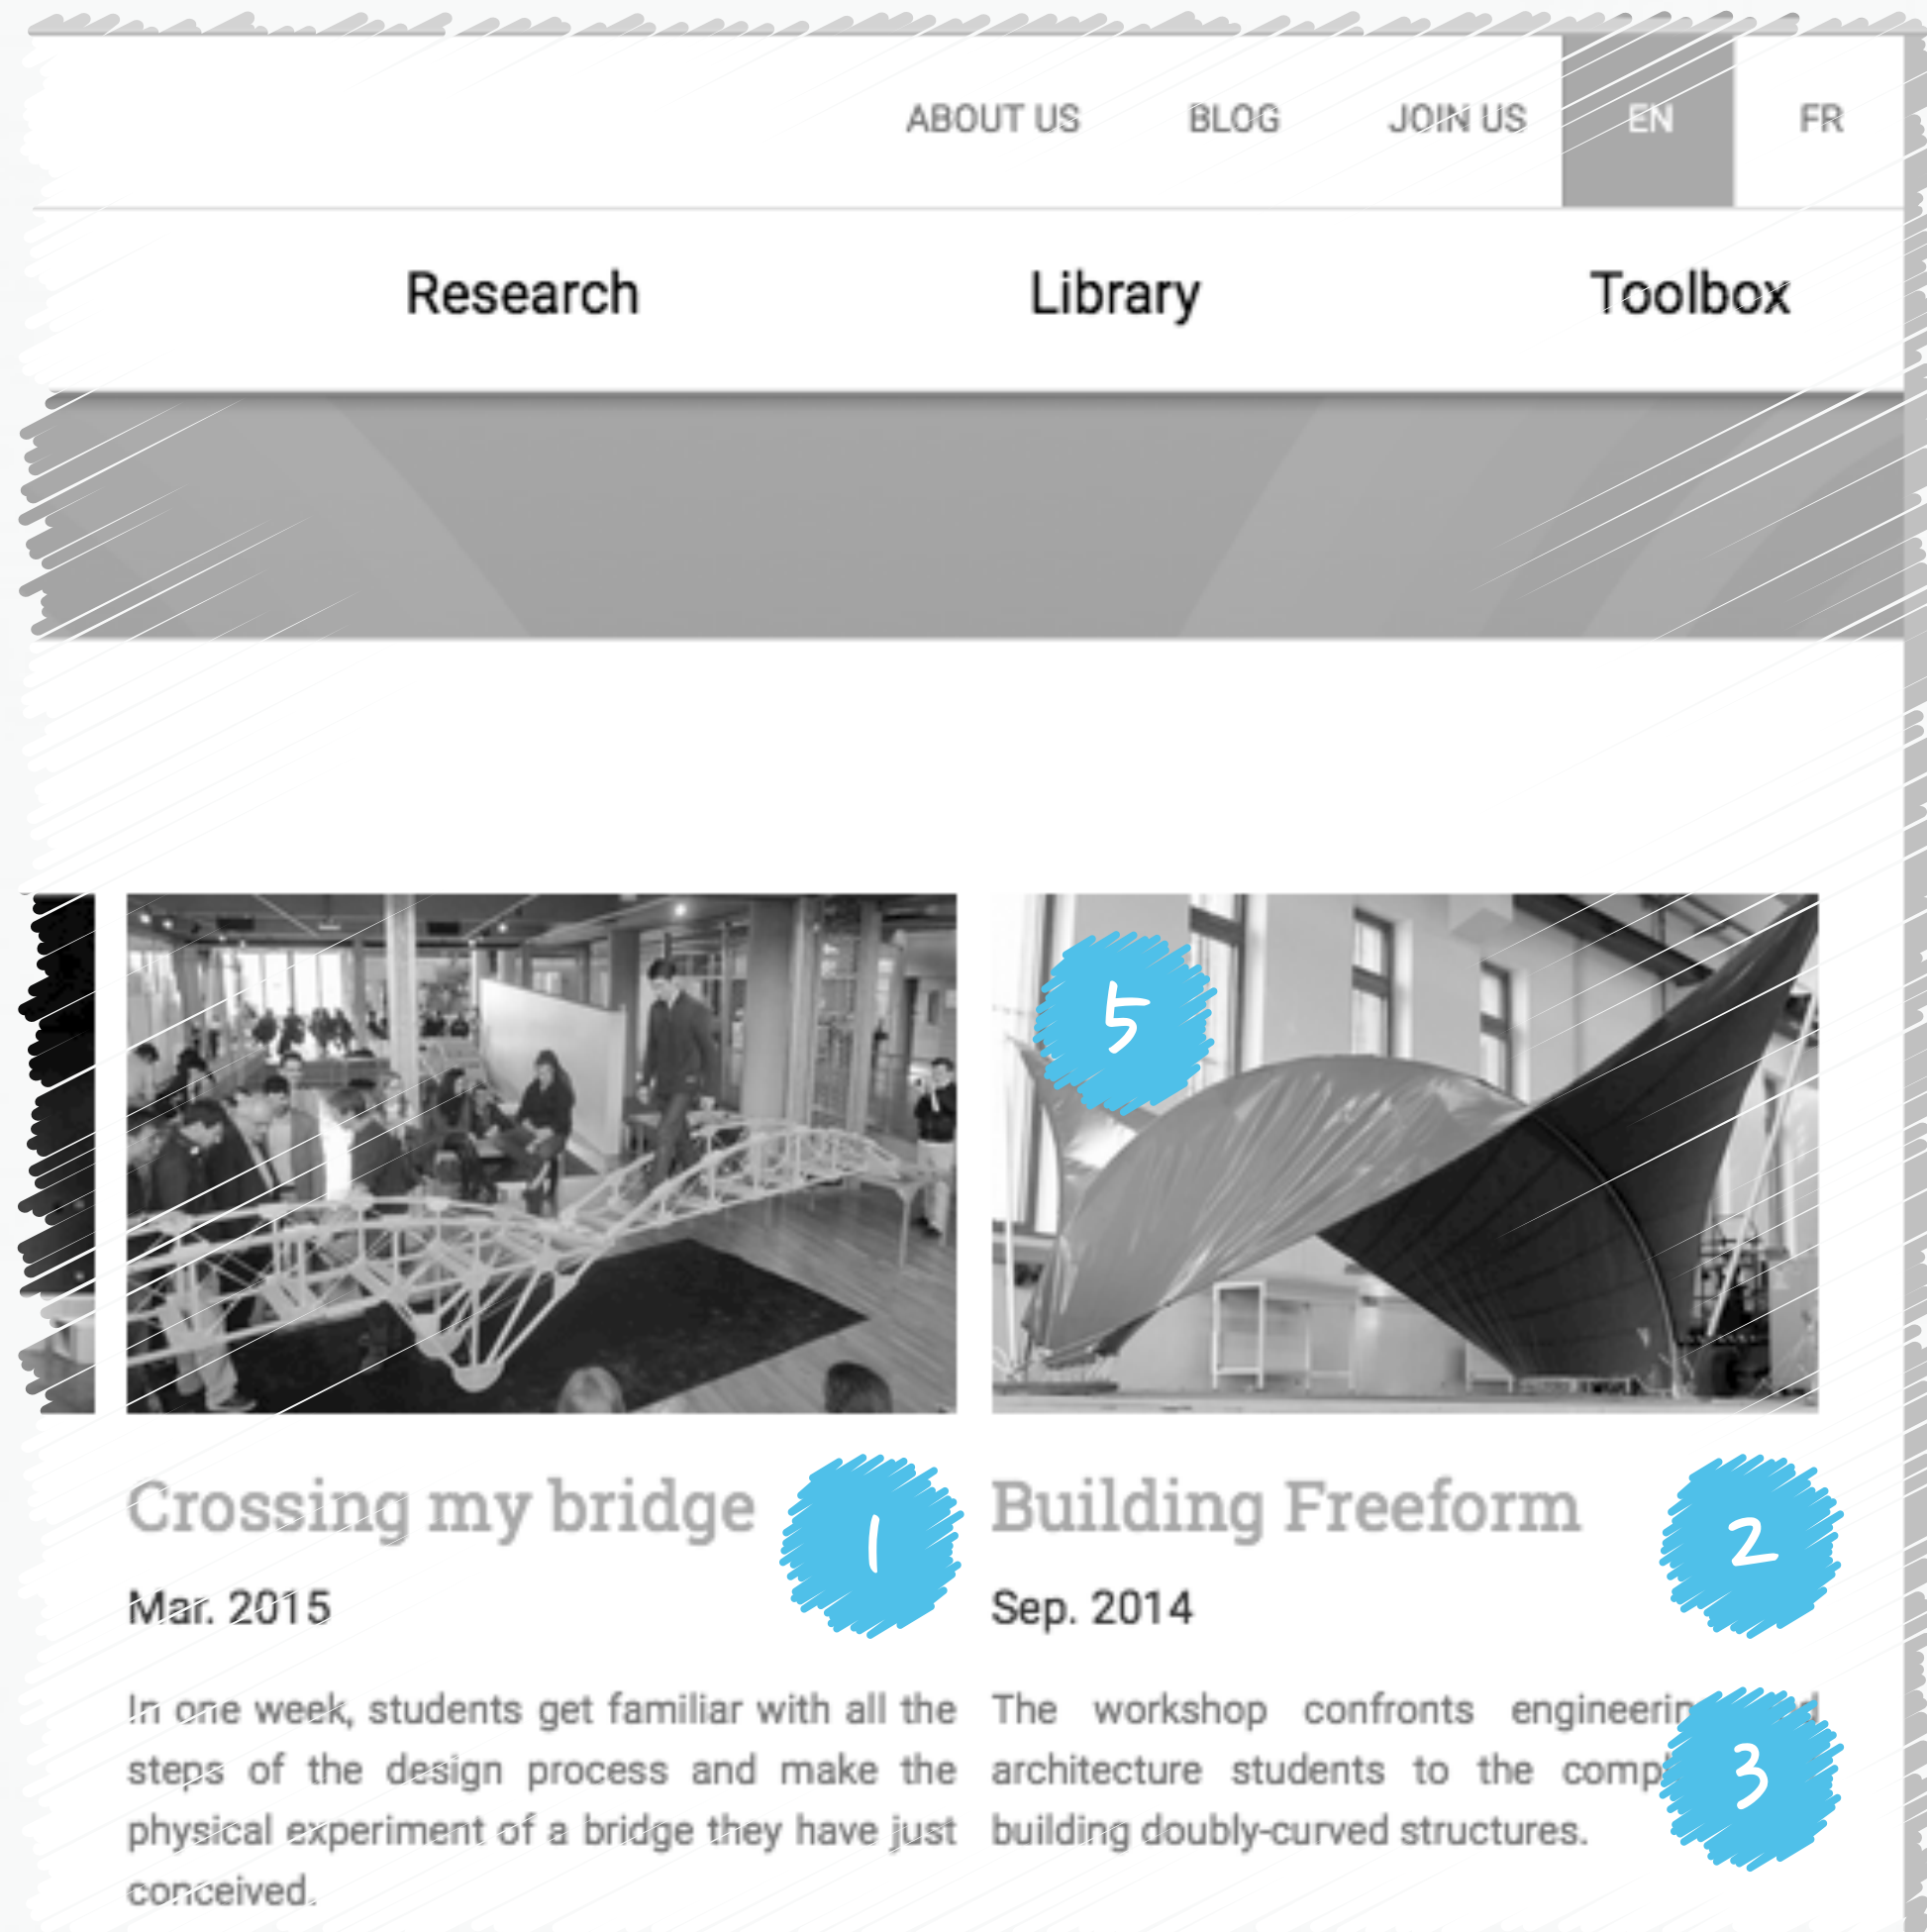 ABOUT US BLOG JOIN US EN FR
Research Library Toolbox
5
Crossing my bridge
1
Mar. 2015
In one week, students get familiar with all the
steps of the design process and make the
physical experiment of a bridge they have just
conceived.
Building Freeform
2
Sep. 2014
The workshop confronts engineering
architecture students to the
building doubly-curved structures.
3